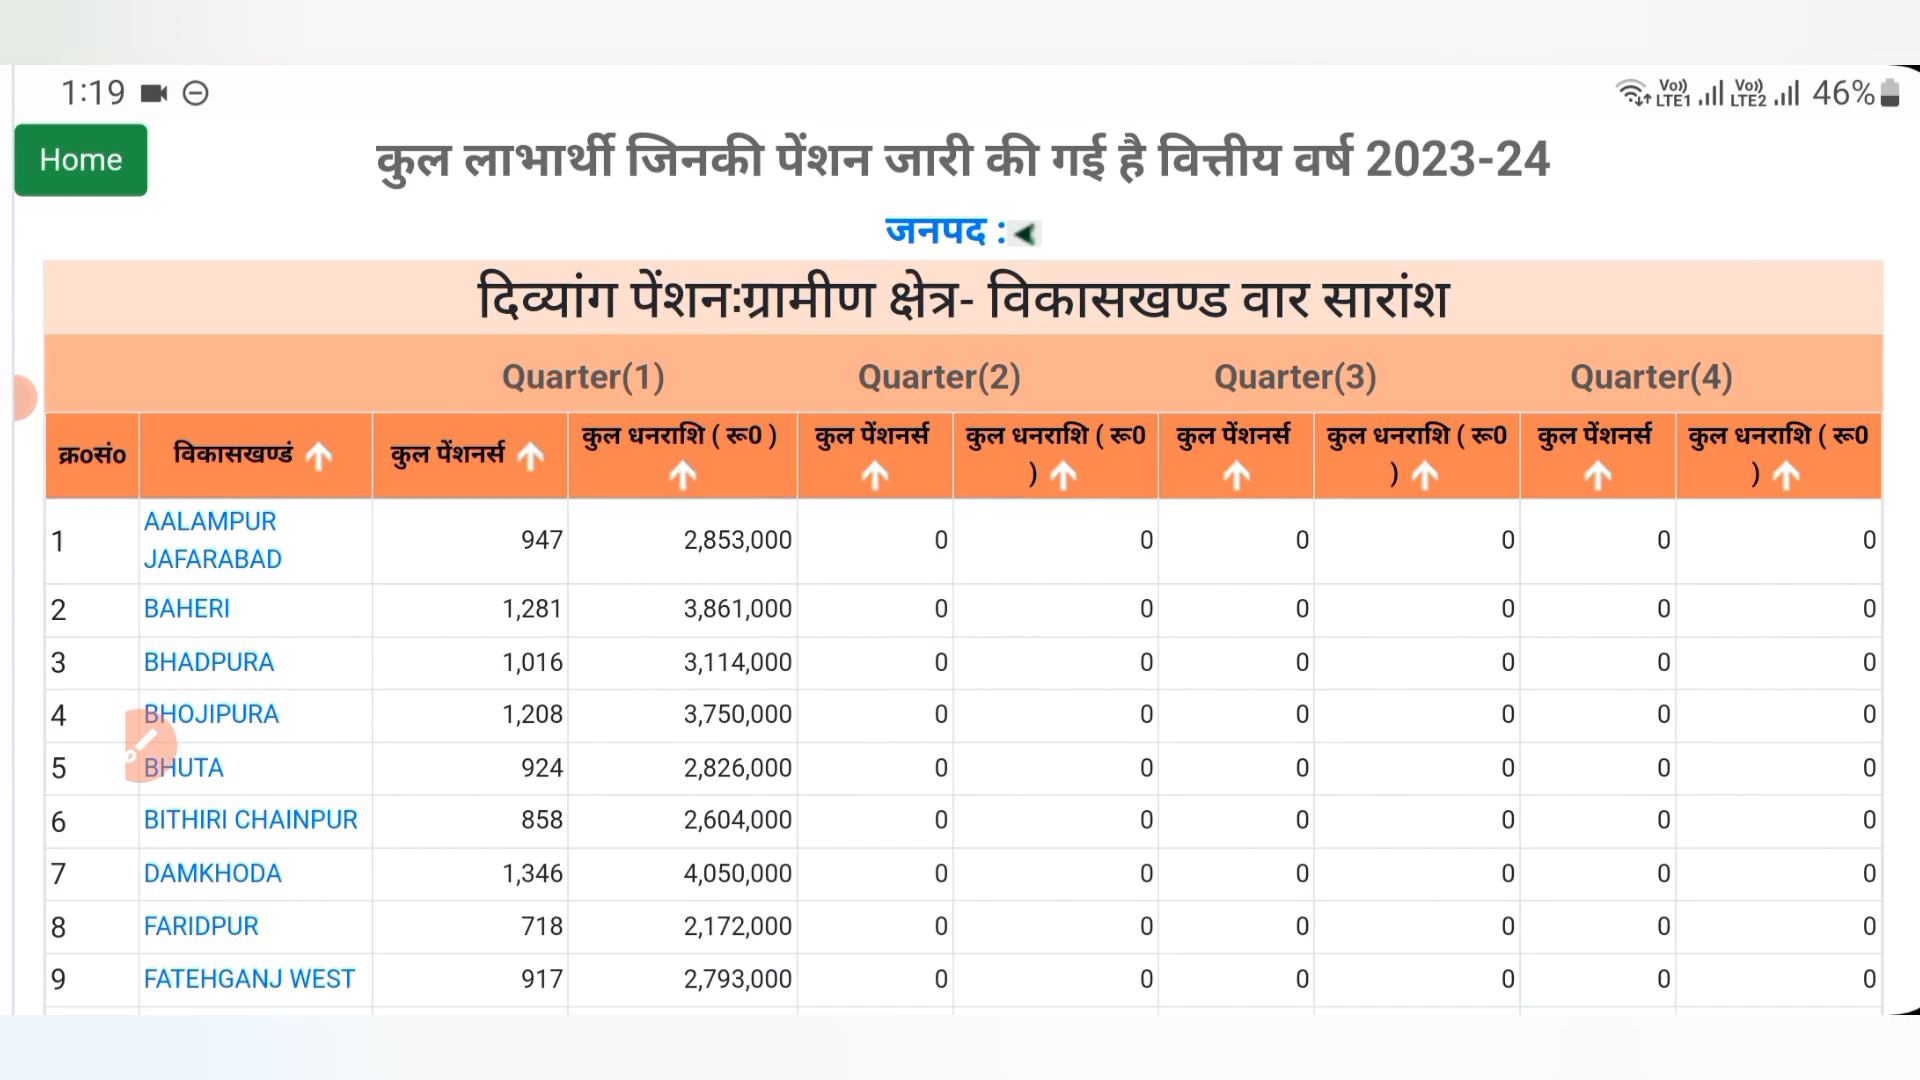 1:19 Vo)) LTE1 Vo)) LTE2 46%
Home
कुल लाभार्थी जिनकी पेंशन जारी की गई है वित्तीय वर्ष 2023-24
जनपद :
दिव्यांग पेंशनःग्रामीण क्षेत्र- विकासखण्ड वार सारांश
Quarter(1) Quarter(2) Quarter(3) Quarter(4)
क्र०सं० विकासखण्डं कुल पेंशनर्स कुल धनराशि ( रू0 ) कुल पेंशनर्स कुल धनराशि ( रू0 ) कुल पेंशनर्स कुल धनराशि ( रू0 ) कुल पेंशनर्स कुल धनराशि ( रू0 )
1 AALAMPUR JAFARABAD 947 2,853,000 0 0 0 0 0 0
2 BAHERI 1,281 3,861,000 0 0 0 0 0 0
3 BHADPURA 1,016 3,114,000 0 0 0 0 0 0
4 BHOJIPURA 1,208 3,750,000 0 0 0 0 0 0
5 BHUTA 924 2,826,000 0 0 0 0 0 0
6 BITHIRI CHAINPUR 858 2,604,000 0 0 0 0 0 0
7 DAMKHODA 1,346 4,050,000 0 0 0 0 0 0
8 FARIDPUR 718 2,172,000 0 0 0 0 0 0
9 FATEHGANJ WEST 917 2,793,000 0 0 0 0 0 0